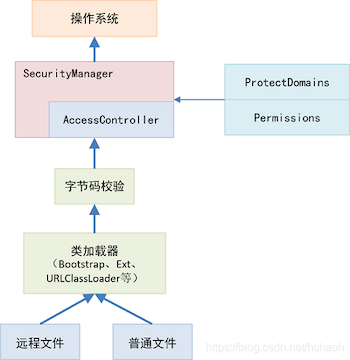 操作系统
SecurityManager
AccessController
ProtectDomains
Permissions
字节码校验
类加载器
（Bootstrap、Ext、
URLClassLoader等）
远程文件
普通文件
https://blog.csdn.net/hchaoh